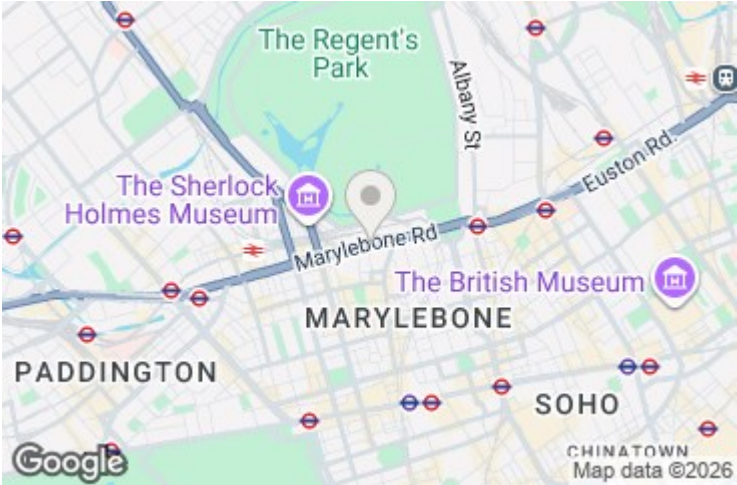 The Regent's
Park
Albany St
Euston Rd.
The Sherlock
Holmes Museum
Marylebone Rd
The British Museum
MARYLEBONE
PADDINGTON
SOHO
CHINATOWN
Google
Map data ©2026